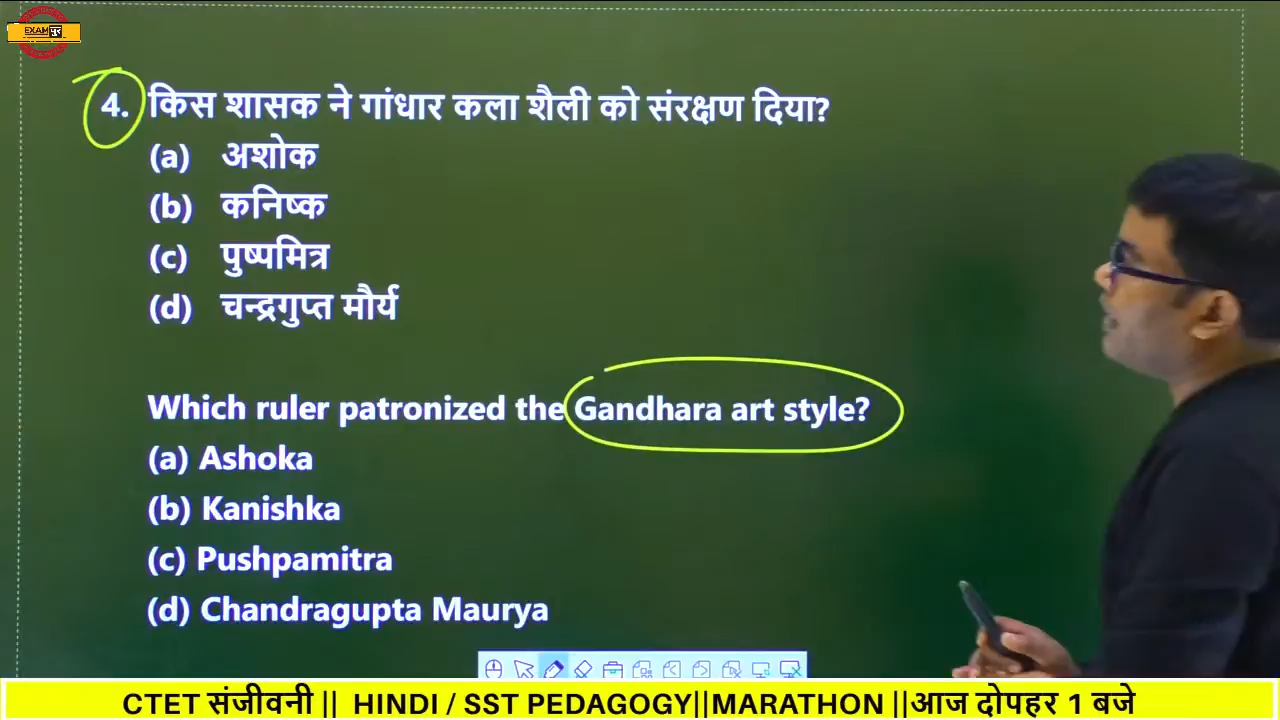 EXAM
4. किस शासक ने गांधार कला शैली को संरक्षण दिया?
(a) अशोक
(b) कनिष्क
(c) पुष्पमित्र
(d) चन्द्रगुप्त मौर्य
Which ruler patronized the Gandhara art style?
(a) Ashoka
(b) Kanishka
(c) Pushpamitra
(d) Chandragupta Maurya
CTET संजीवनी || HINDI / SST PEDAGOGY||MARATHON ||आज दोपहर 1 बजे